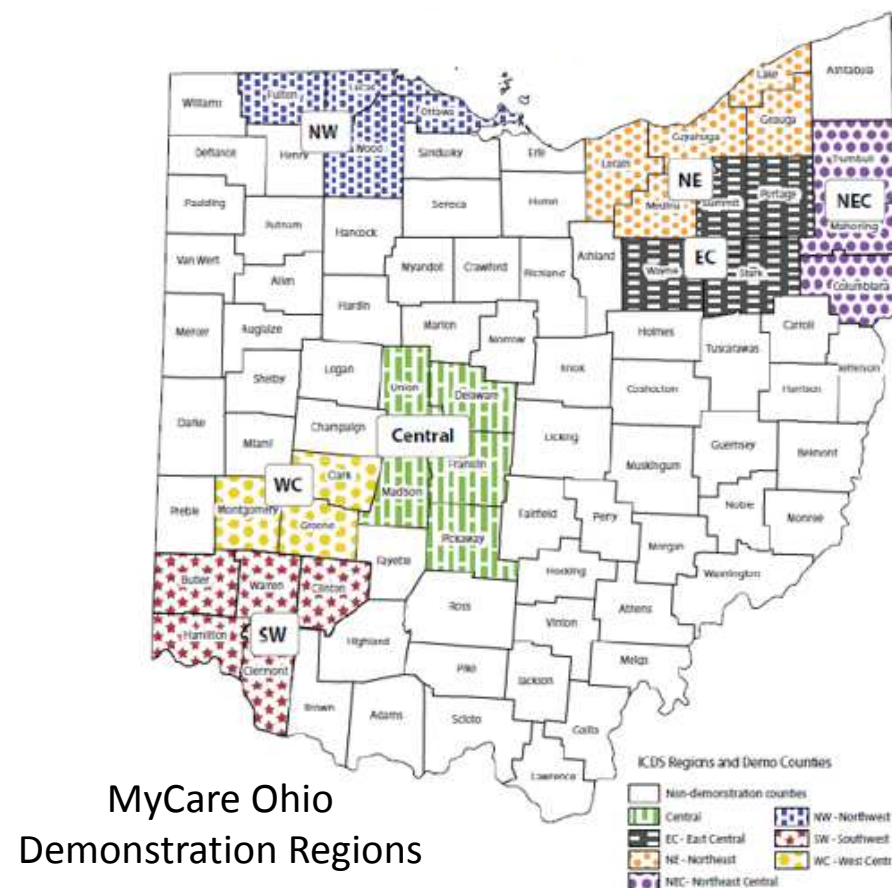 Lake
Ashtabula
Williams
Fulton
Lucas
Ottawa
Geauga
Cuyahoga
NW
Defiance
Henry
Wood
Sandusky
Erie
Lorain
Trumbull
NE
Paulding
Seneca
Huron
Medina
Summit
Portage
NEC
Putnam
Hancock
Mahoning
Van Wert
Allen
Wyandot
Crawford
Richland
Ashland
Wayne
EC
Stark
Columbiana
Hardin
Mercer
Auglaize
Marion
Morrow
Holmes
Carroll
Tuscarawas
Logan
Knox
Jefferson
Shelby
Union
Delaware
Coshocton
Harrison
Darke
Champaign
Central
Licking
Miami
Guernsey
Belmont
Franklin
Muskingum
WC
Clark
Madison
Preble
Montgomery
Greene
Fairfield
Perry
Noble
Monroe
Pickaway
Morgan
Fayette
Hocking
Washington
Butler
Warren
Clinton
Ross
Athens
Vinton
Hamilton
SW
Highland
Clermont
Pike
Meigs
Jackson
Brown
Adams
Scioto
Gallia
Lawrence
MyCare Ohio
Demonstration Regions
ICDS Regions and Demo Counties
Non-demonstration counties
Central
NW - Northwest
EC - East Central
SW - Southwest
NE - Northeast
WC - West Centr
NEC - Northeast Central